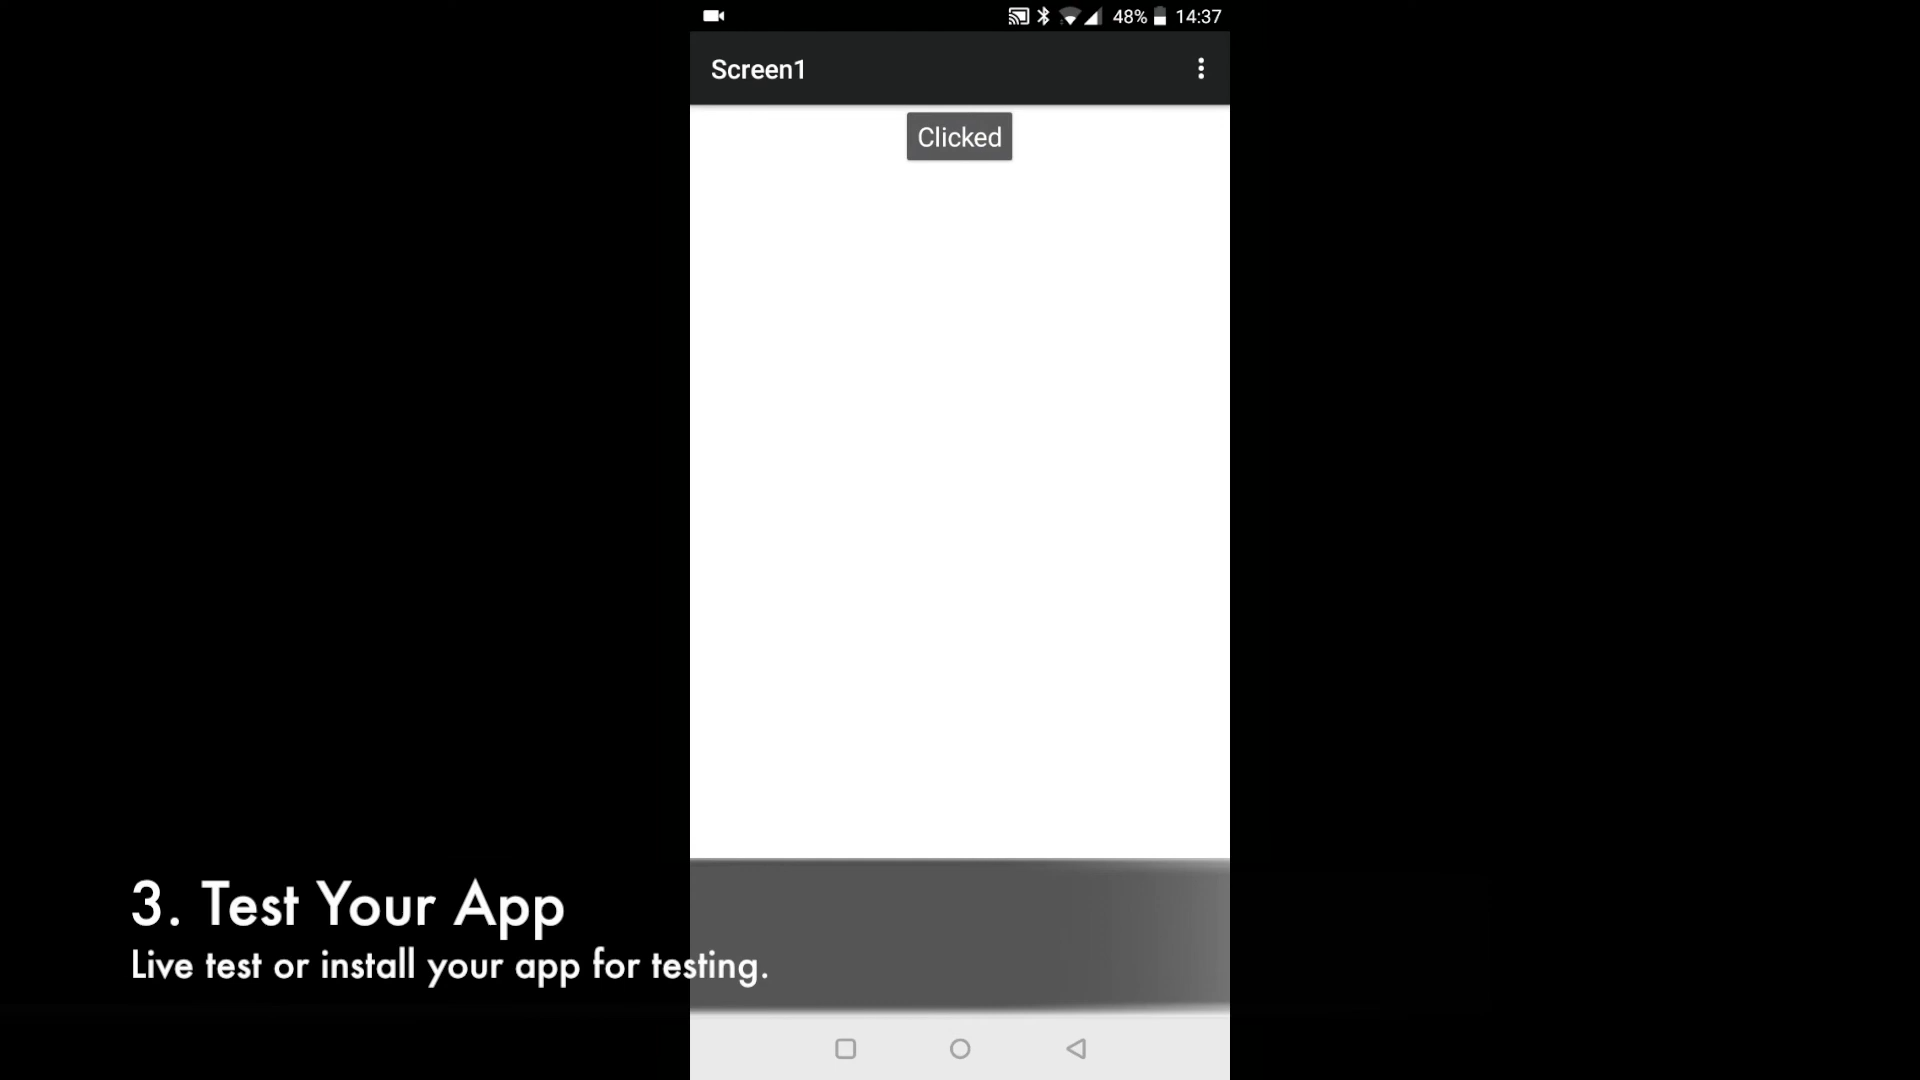 48% 14:37
Screen1
Clicked
3. Test Your App
Live test or install your app for testing.